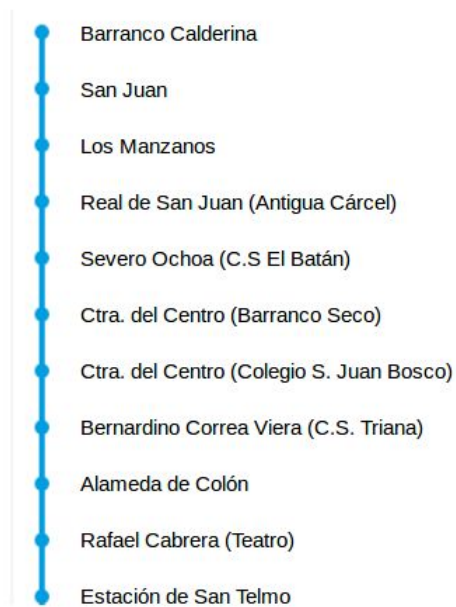 Barranco Calderina
San Juan
Los Manzanos
Real de San Juan (Antigua Cárcel)
Severo Ochoa (C.S El Batán)
Ctra. del Centro (Barranco Seco)
Ctra. del Centro (Colegio S. Juan Bosco)
Bernardino Correa Viera (C.S. Triana)
Alameda de Colón
Rafael Cabrera (Teatro)
Estación de San Telmo